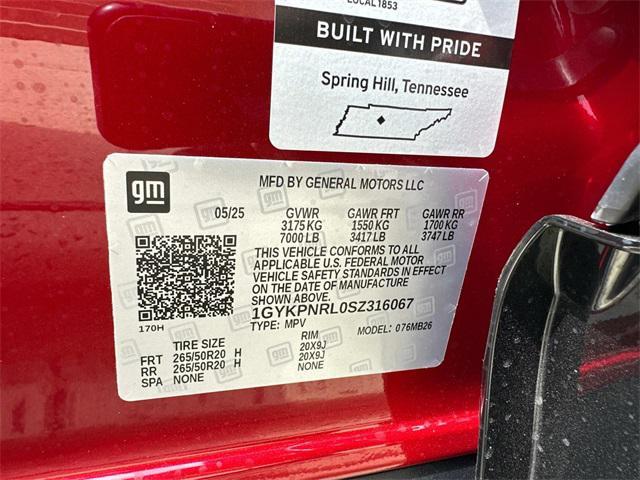 LOCAL1853
BUILT WITH PRIDE
Spring Hill, Tennessee
gm
MFD BY GENERAL MOTORS LLC
05/25 GVWR GAWR FRT GAWR RR
3175 KG 1550 KG 1700 KG
7000 LB 3417 LB 3747 LB
THIS VEHICLE CONFORMS TO ALL
APPLICABLE U.S. FEDERAL MOTOR
VEHICLE SAFETY STANDARDS IN EFFECT
ON THE DATE OF MANUFACTURE
SHOWN ABOVE.
1GYKPNRL0SZ316067
170H TYPE: MPV MODEL: 076MB26
TIRE SIZE RIM
FRT 265/50R20 H 20X9J
RR 265/50R20 H 20X9J
SPA NONE NONE